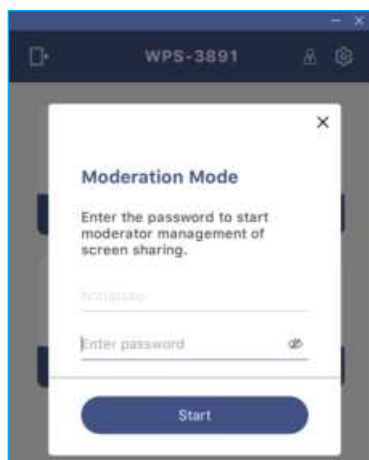 WPS-3891
Moderation Mode
Enter the password to start
moderator management of
screen sharing.
Enter password
Start